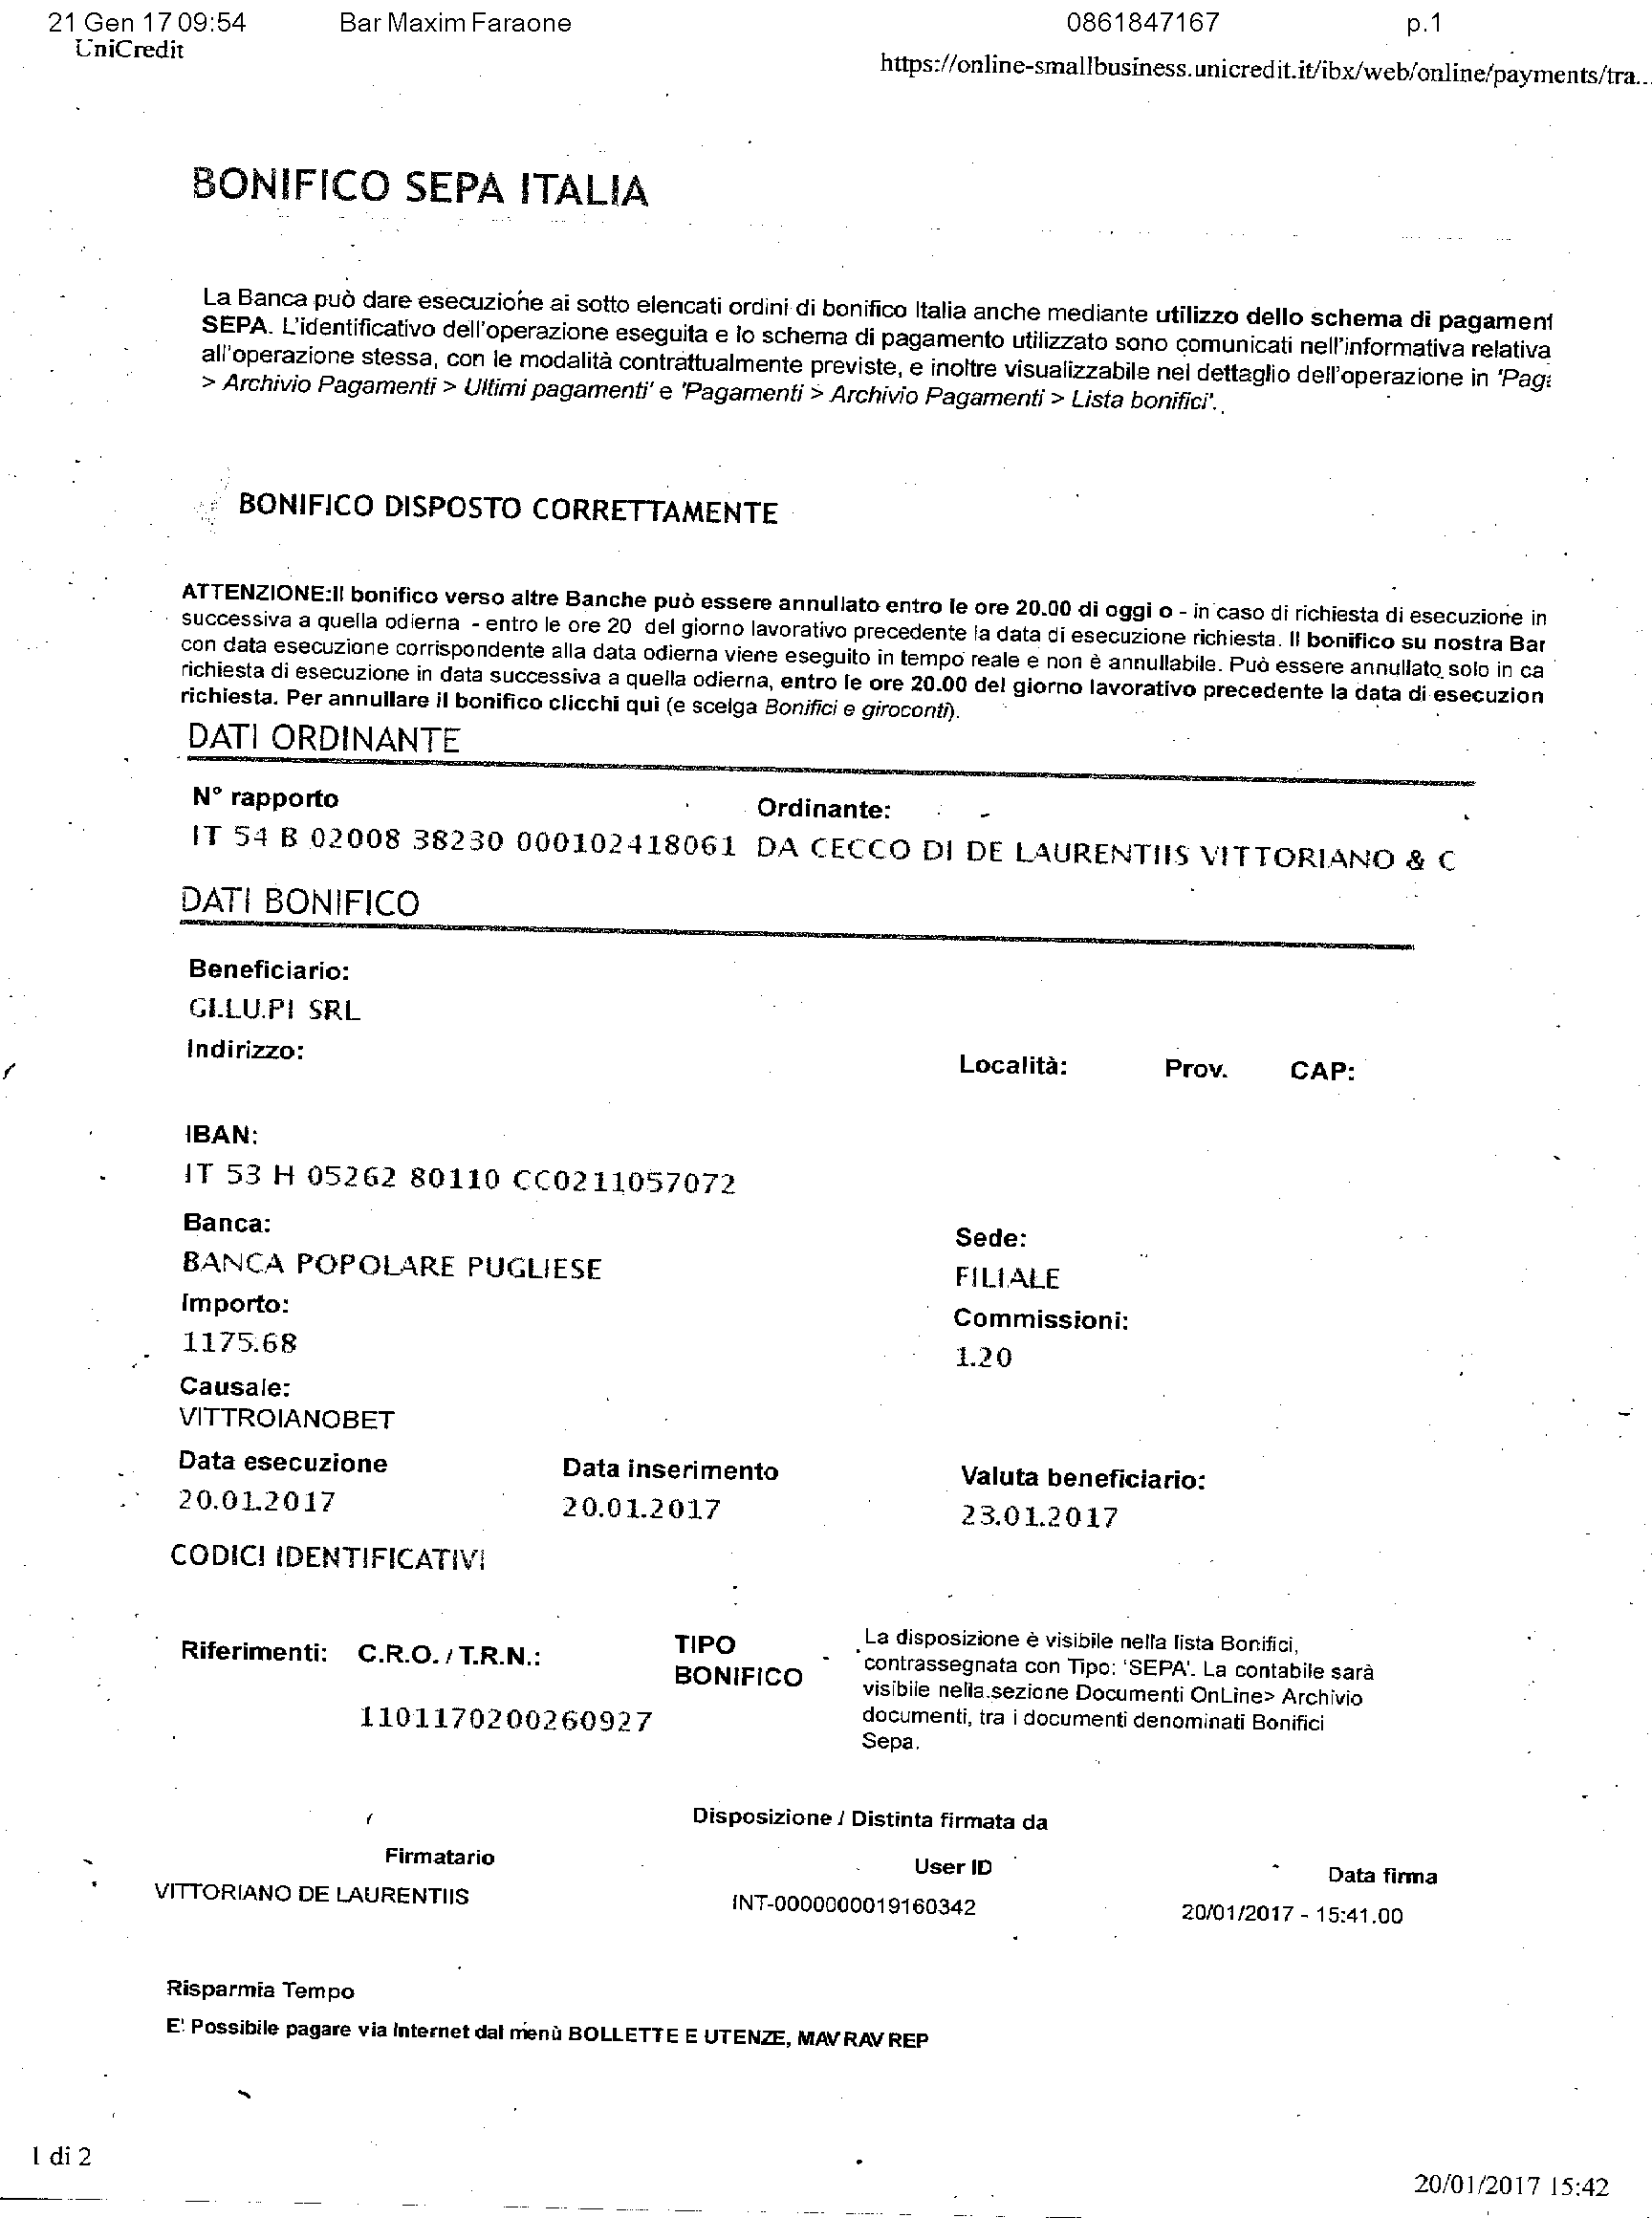 21 Gen 17 09:54 Bar Maxim Faraone 0861847167 p.1
UniCredit https://online-smallbusiness.unicredit.it/ibx/web/online/payments/tra...
BONIFICO SEPA ITALIA
La Banca può dare esecuzione ai sotto elencati ordini di bonifico Italia anche mediante utilizzo dello schema di pagament
SEPA. L'identificativo dell'operazione eseguita e lo schema di pagamento utilizzato sono comunicati nell'informativa relativa
all'operazione stessa, con le modalità contrattualmente previste, e inoltre visualizzabile nel dettaglio dell'operazione in 'Paga
> Archivio Pagamenti > Ultimi pagamenti' e 'Pagamenti > Archivio Pagamenti > Lista bonifici'.
BONIFICO DISPOSTO CORRETTAMENTE
ATTENZIONE:Il bonifico verso altre Banche può essere annullato entro le ore 20.00 di oggi o - in caso di richiesta di esecuzione in
successiva a quella odierna - entro le ore 20 del giorno lavorativo precedente la data di esecuzione richiesta. Il bonifico su nostra Ban
con data esecuzione corrispondente alla data odierna viene eseguito in tempo reale e non è annullabile. Può essere annullato solo in ca
richiesta di esecuzione in data successiva a quella odierna, entro le ore 20.00 del giorno lavorativo precedente la data di esecuzion
richiesta. Per annullare il bonifico clicchi qui (e scelga Bonifici e giroconti).
DATI ORDINANTE
N° rapporto Ordinante:
IT 54 B 02008 38230 000102418061 DA CECCO DI DE LAURENTIIS VITTORIANO & C
DATI BONIFICO
Beneficiario:
GI.LU.PI SRL
Indirizzo: Località: Prov. CAP:
IBAN:
IT 53 H 05262 80110 CC0211057072
Banca: Sede:
BANCA POPOLARE PUGLIESE FILIALE
Importo: Commissioni:
1175.68 1.20
Causale:
VITTROIANOBET
Data esecuzione Data inserimento Valuta beneficiario:
20.01.2017 20.01.2017 23.01.2017
CODICI IDENTIFICATIVI
Riferimenti: C.R.O. / T.R.N.: TIPO BONIFICO
1101170200260927
La disposizione è visibile nella lista Bonifici,
contrassegnata con Tipo: 'SEPA'. La contabile sarà
visibile nella sezione Documenti OnLine> Archivio
documenti, tra i documenti denominati Bonifici
Sepa.
Disposizione / Distinta firmata da
Firmatario User ID Data firma
VITTORIANO DE LAURENTIIS INT-0000000019160342 20/01/2017 - 15:41.00
Risparmia Tempo
E' Possibile pagare via Internet dal menù BOLLETTE E UTENZE, MAV RAV REP
1 di 2
20/01/2017 15:42